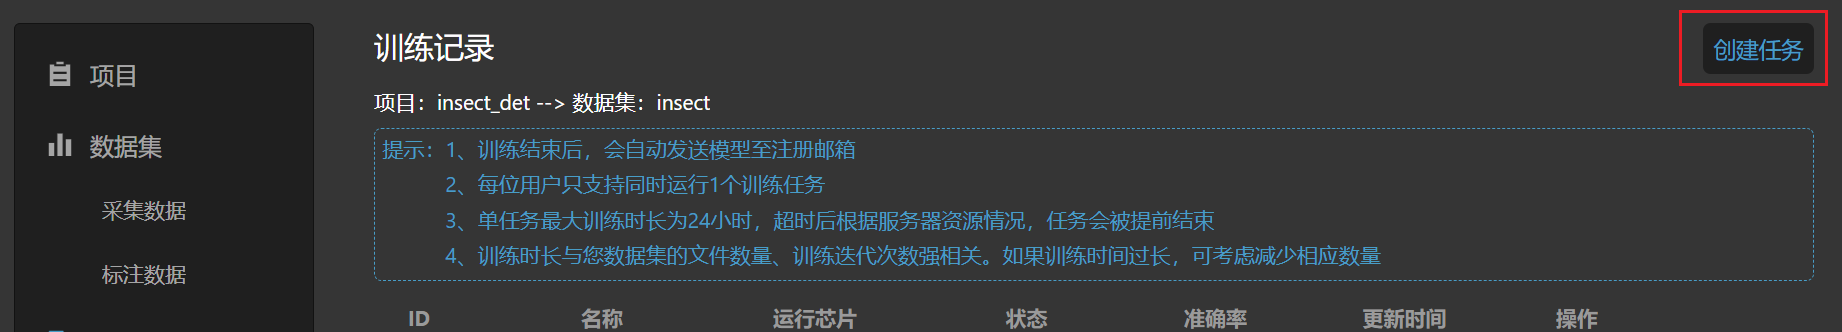 训练记录
创建任务
项目
项目：insect_det --> 数据集：insect
数据集
采集数据
标注数据
提示：1、训练结束后，会自动发送模型至注册邮箱
2、每位用户只支持同时运行1个训练任务
3、单任务最大训练时长为24小时，超时后根据服务器资源情况，任务会被提前结束
4、训练时长与您数据集的文件数量、训练迭代次数强相关。如果训练时间过长，可考虑减少相应数量
ID 名称 运行芯片 状态 准确率 更新时间 操作